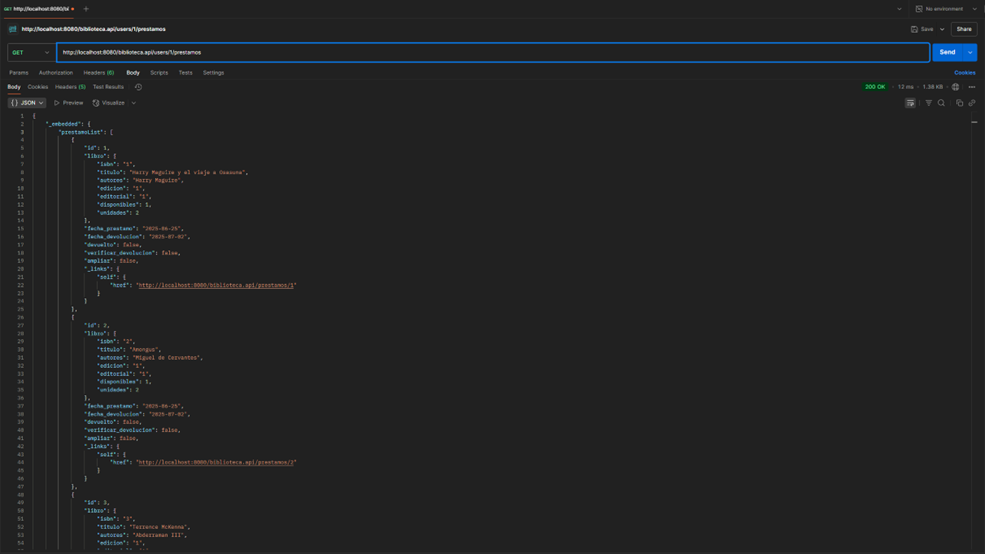 GET http://localhost:8080/bi
No environment
http://localhost:8080/biblioteca.api/users/1/prestamos
Save
Share
GET
http://localhost:8080/biblioteca.api/users/1/prestamos
Send
Params
Authorization
Headers (6)
Body
Scripts
Tests
Settings
Cookies
Body
Cookies
Headers (5)
Test Results
200 OK
12 ms
1.38 KB
{} JSON
Preview
Visualize
1 {
2 "_embedded": {
3 "prestamoList": [
4 {
5 "id": 1,
6 "libro": {
7 "isbn": "1",
8 "titulo": "Harry Maguire y el viaje a
9 "autores": "Harry Maguire",
10 "edicion": "1",
11 "editorial": "1",
12 "disponibles": 1,
13 "unidades": 2
14 },
15 "fecha_prestamo": "2025-06-25",
16 "fecha_devolucion": "2025-07-02",
17 "devuelto": false,
18 "verificar_devolucion": false,
19 "ampliar": false,
20 "_links": {
21 "self": {
22 "href": "http://localhost:8080/biblioteca.api/prestamos/1"
23 }
24 }
25 },
26 {
27 "id": 2,
28 "libro": {
29 "isbn": "2",
30 "titulo": "Amongus",
31 "autores": "Miguel de Cervantes",
32 "edicion": "1",
33 "editorial": "1",
34 "disponibles": 1,
35 "unidades": 2
36 },
37 "fecha_prestamo": "2025-06-25",
38 "fecha_devolucion": "2025-07-02",
39 "devuelto": false,
40 "verificar_devolucion": false,
41 "ampliar": false,
42 "_links": {
43 "self": {
44 "href": "http://localhost:8080/biblioteca.api/prestamos/2"
45 }
46 }
47 },
48 {
49 "id": 3,
50 "libro": {
51 "isbn": "3",
52 "titulo": "Terrence McKenna",
53 "autores": "Abderraman III",
54 "edicion": "1",